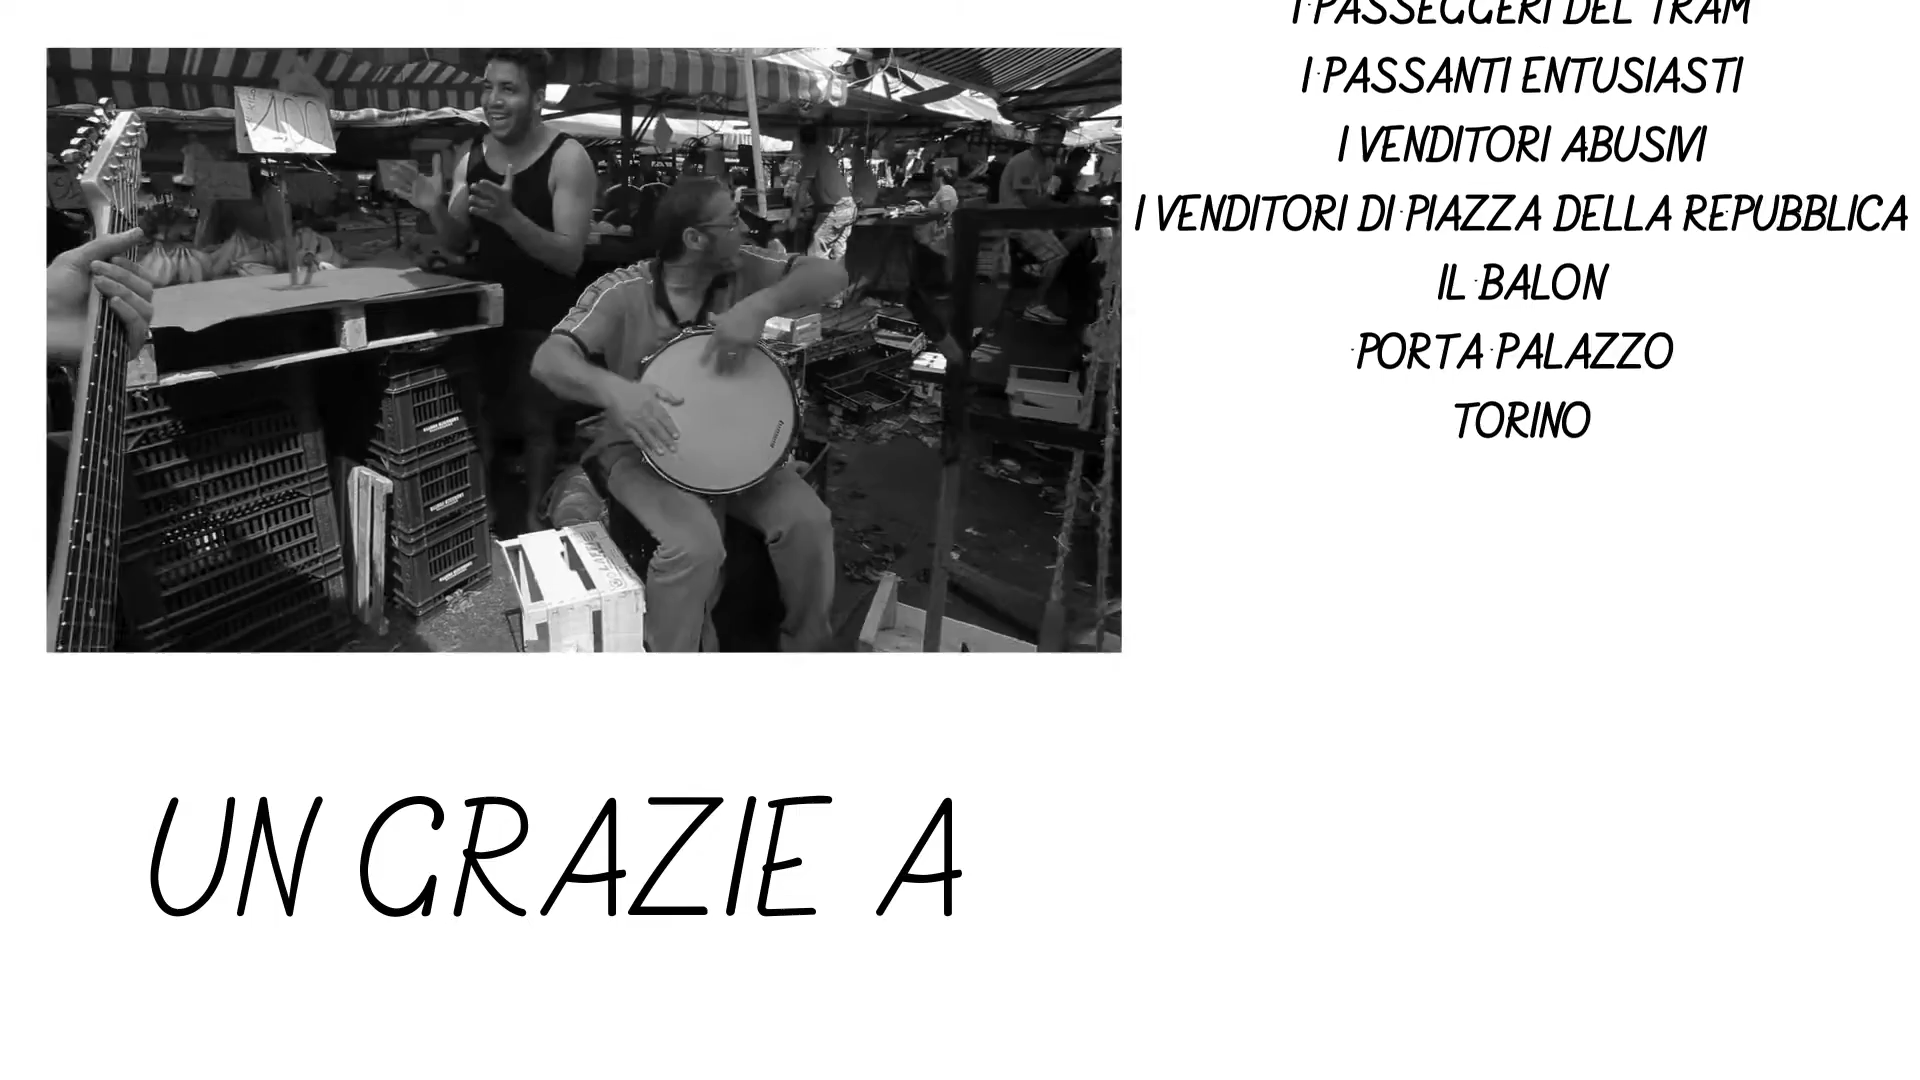 I PASSEGGERI DEL TRAM
I PASSANTI ENTUSIASTI
I VENDITORI ABUSIVI
I VENDITORI DI PIAZZA DELLA REPUBBLICA
IL BALON
PORTA PALAZZO
TORINO
UN GRAZIE A